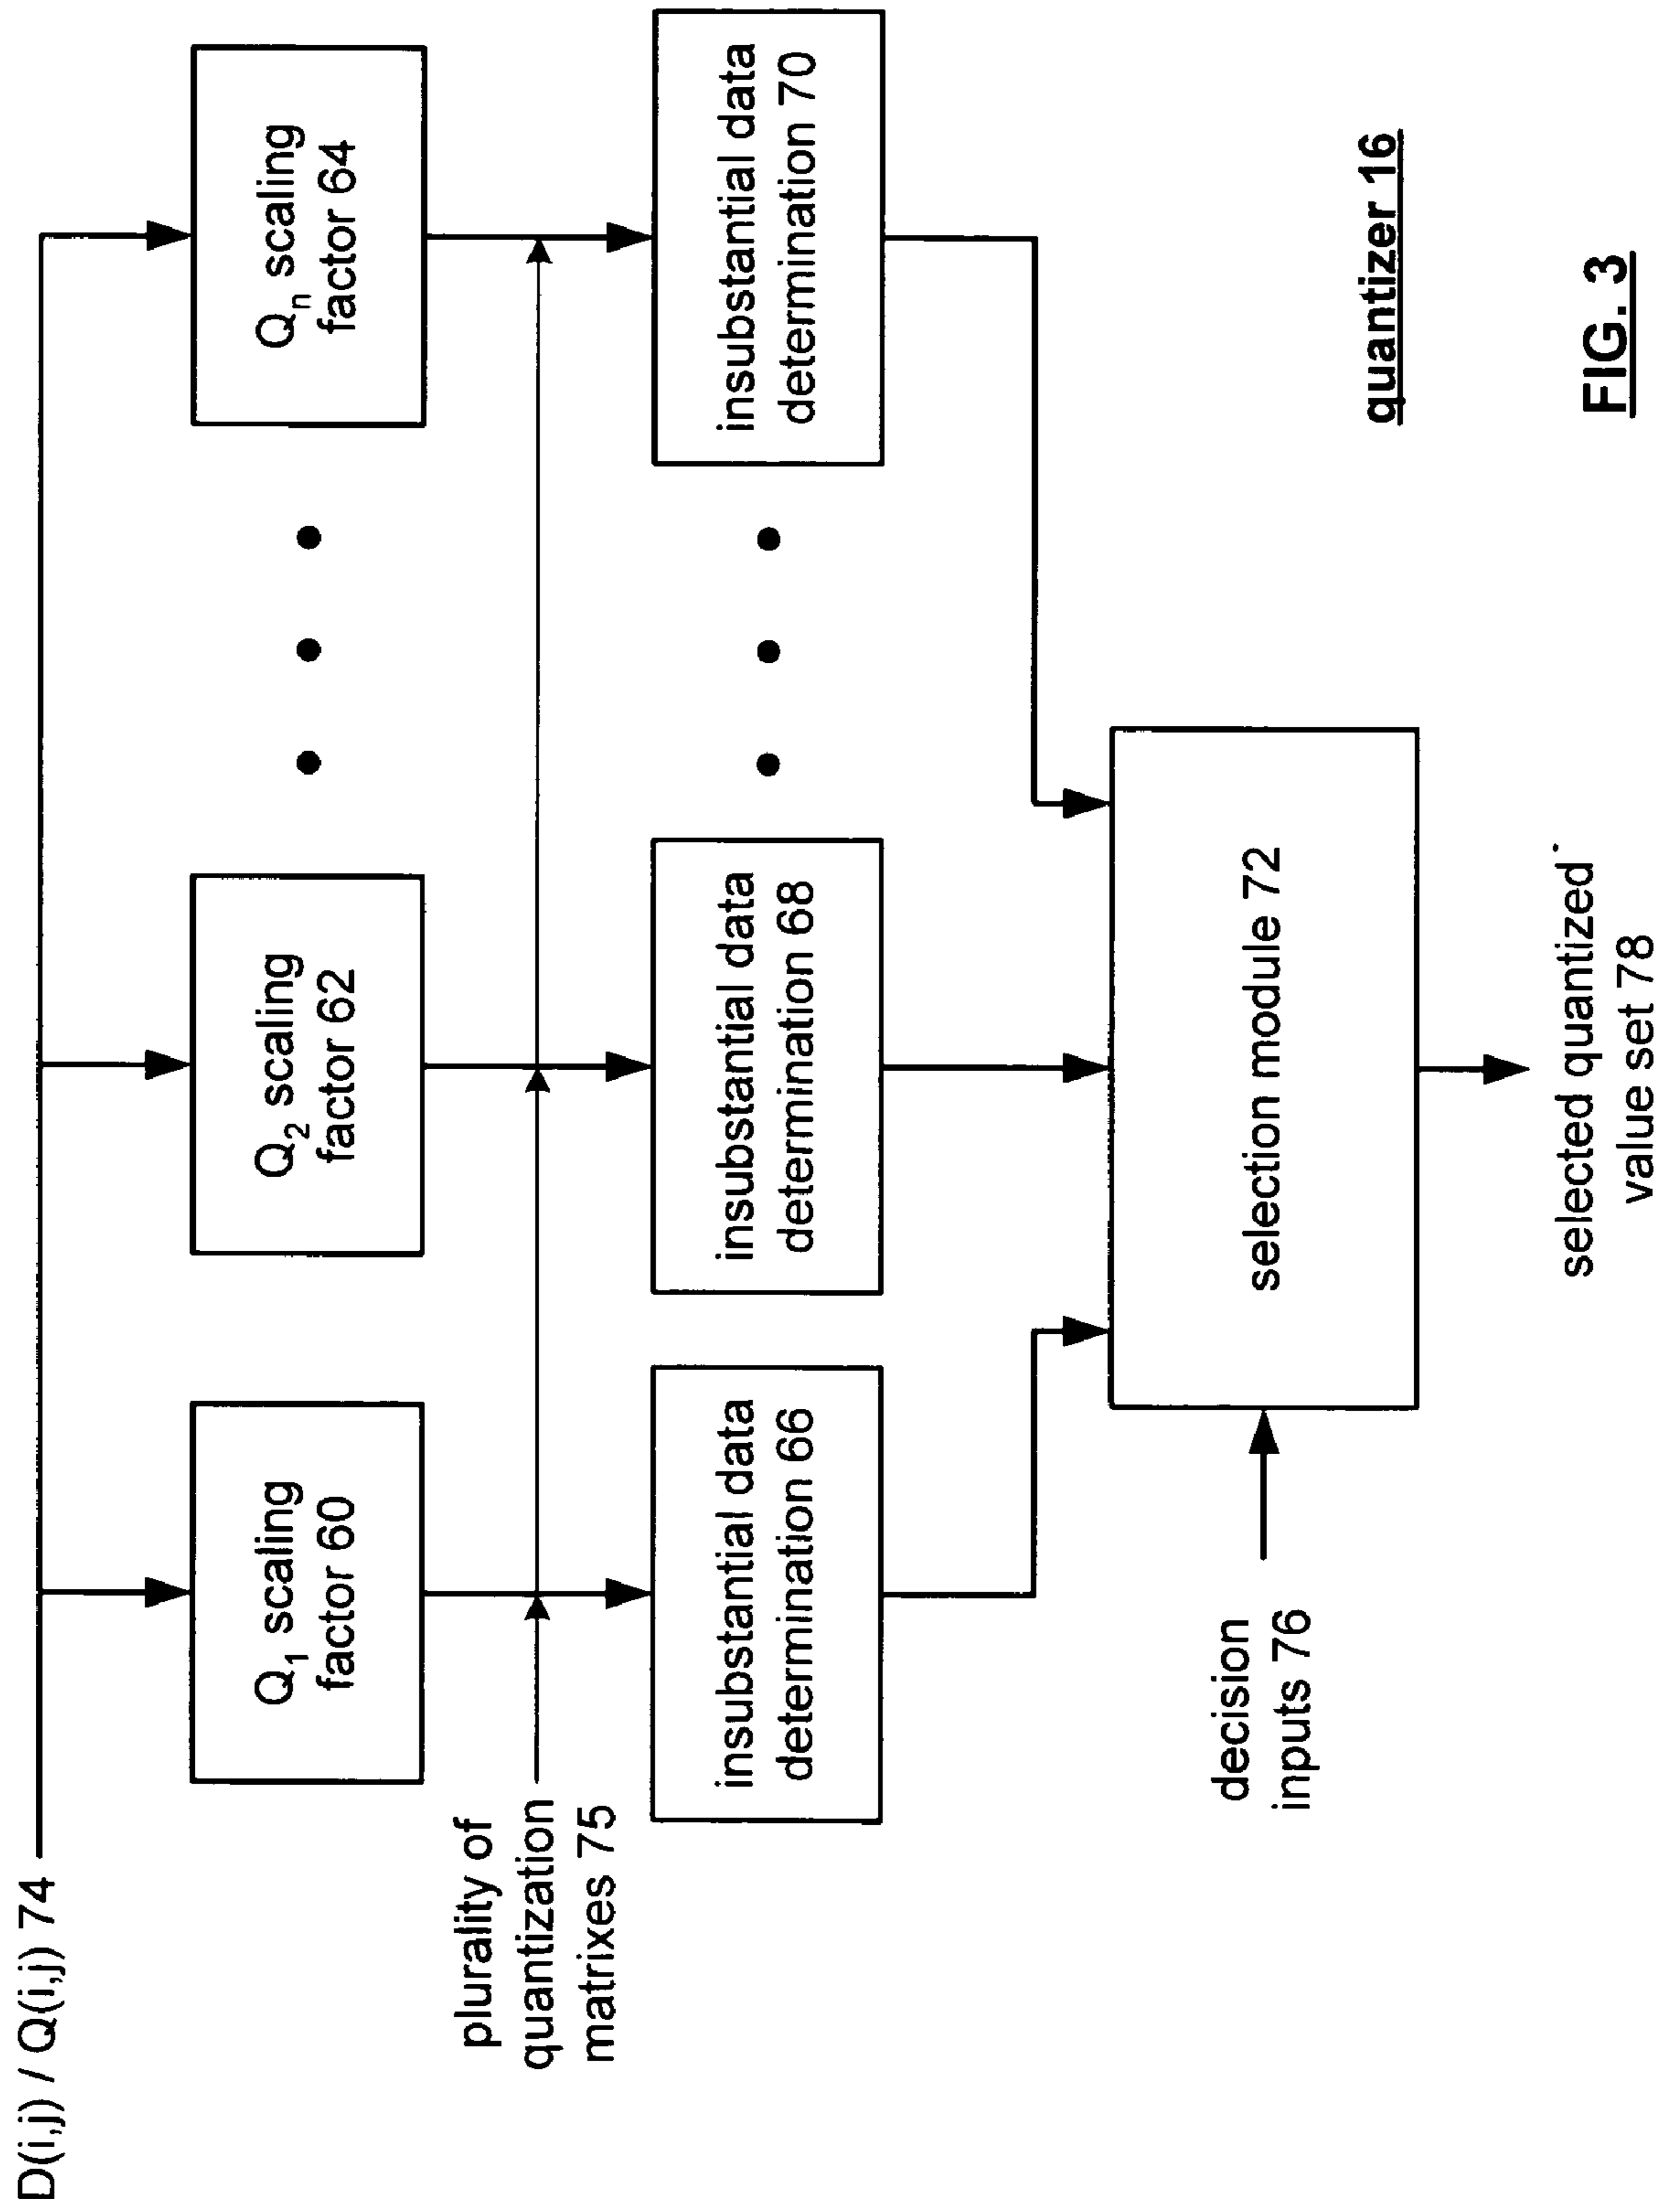 D(i,j) / Q(i,j) 74
Q1 scaling
factor 60
Q2 scaling
factor 62
Qn scaling
factor 64
plurality of
quantization
matrixes 75
insubstantial data
determination 66
insubstantial data
determination 68
insubstantial data
determination 70
decision
inputs 76
selection module 72
selected quantized
value set 78
quantizer 16
FIG. 3